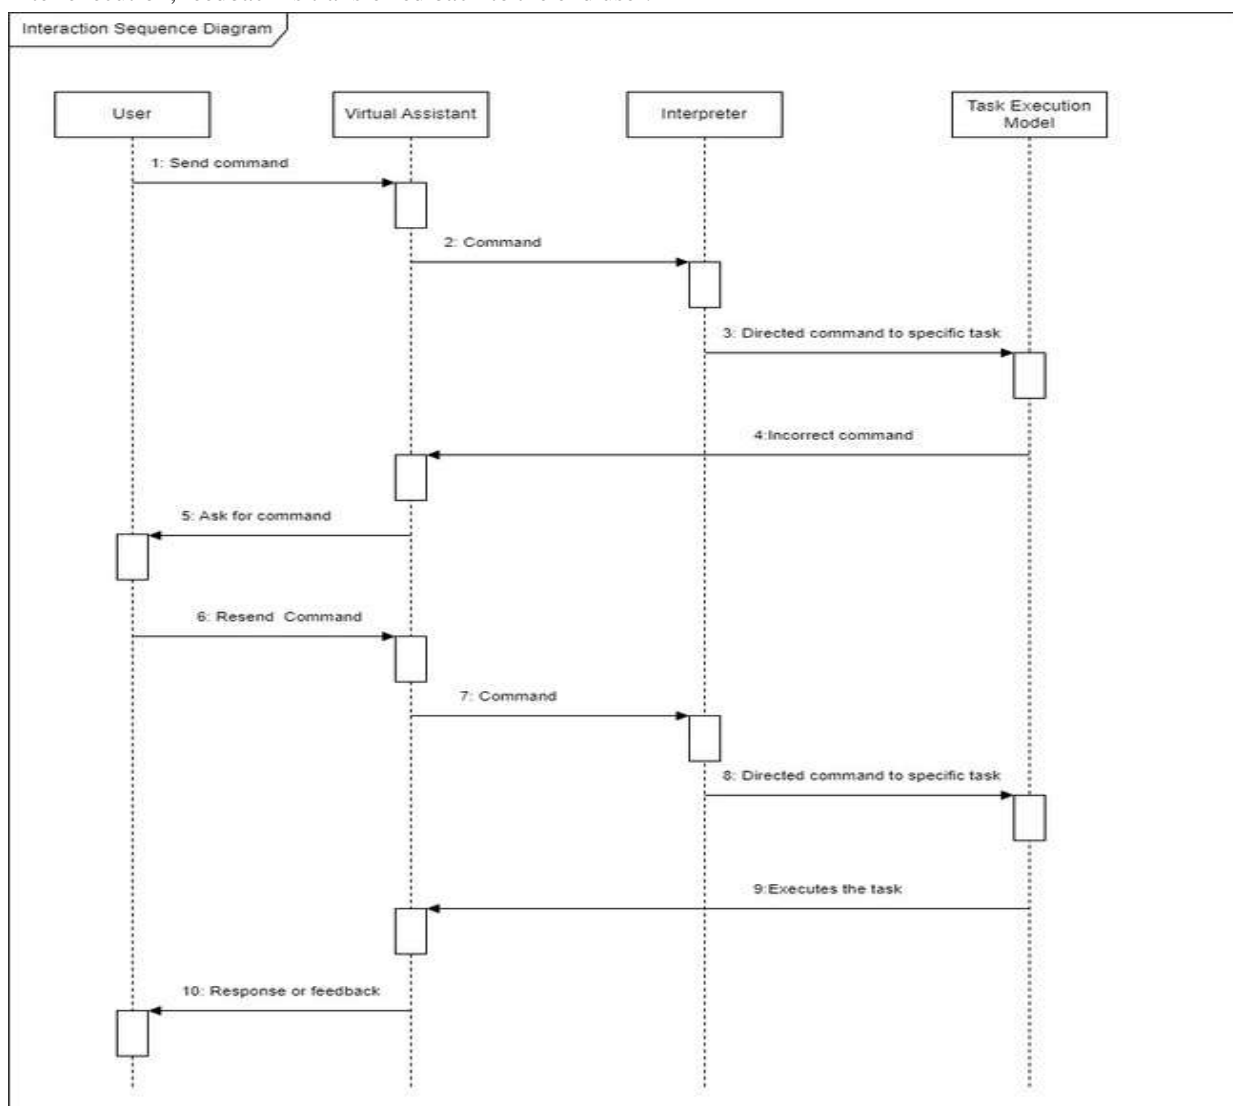 Interaction Sequence Diagram
User
Virtual Assistant
Interpreter
Task Execution
Model
1: Send command
2: Command
3: Directed command to specific task
4:Incorrect command
5: Ask for command
6: Resend  Command
7: Command
8: Directed command to specific task
9:Executes the task
10: Response or feedback